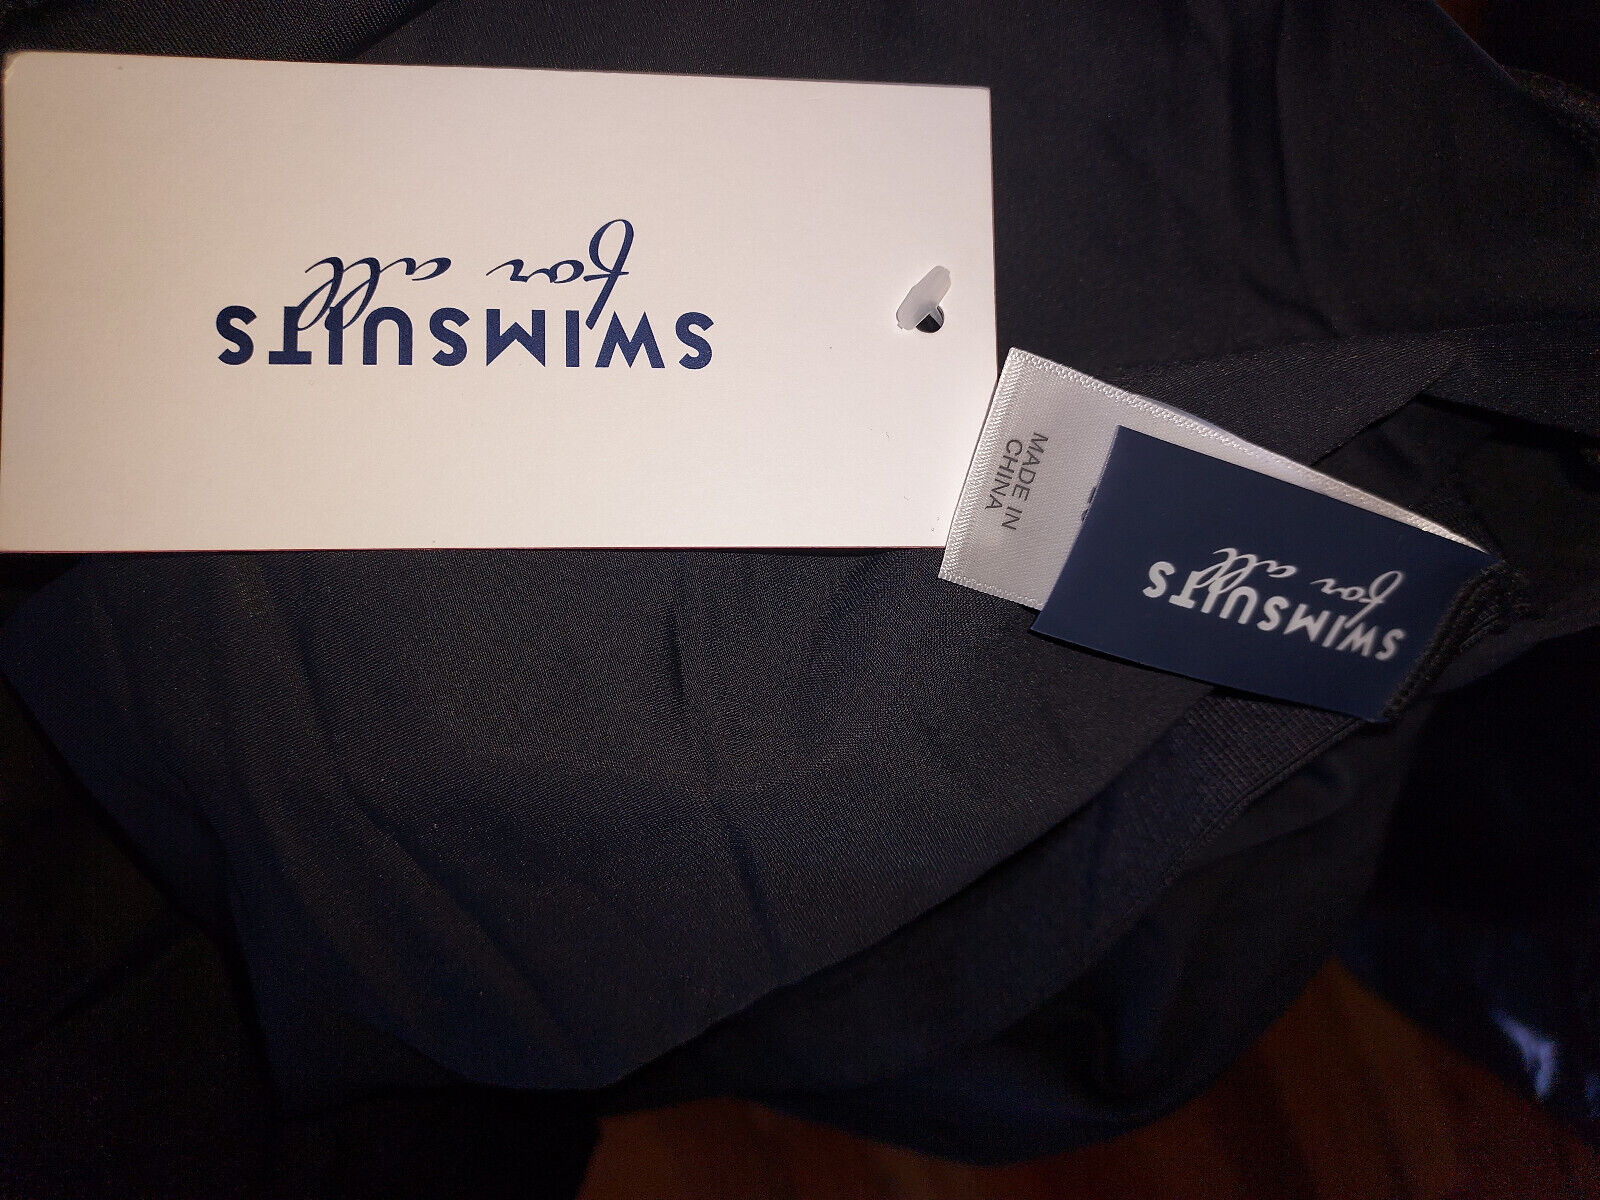 SWIMSUITS
for all
MADE IN
CHINA
SWIMSUITS
for all